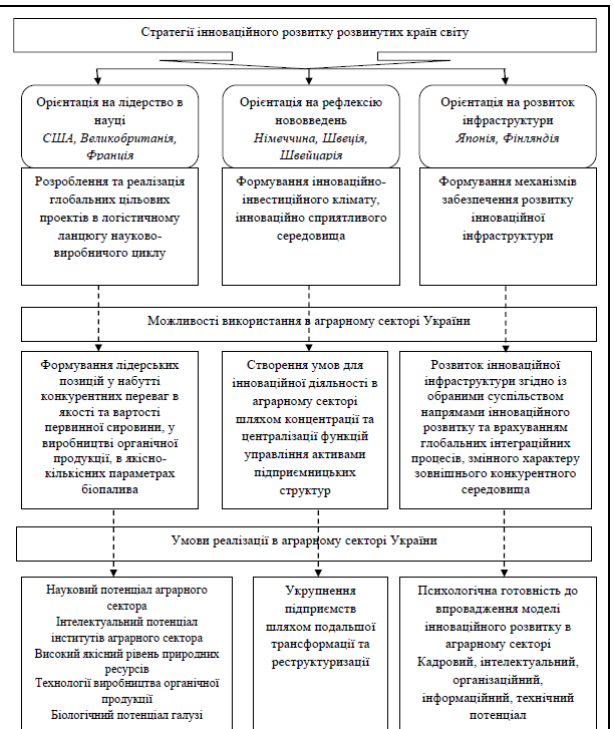 Стратегії інноваційного розвитку розвинутих країн світу
Орієнтація на лідерство в
науці
США, Великобританія,
Франція
Орієнтація на рефлексію
нововведень
Німеччина, Швеція,
Швейцарія
Орієнтація на розвиток
інфраструктури
Японія, Фінляндія
Розроблення та реалізація
глобальних цільових
проектів в логістичному
ланцюгу науково-
виробничого циклу
Формування інноваційно-
інвестиційного клімату,
інноваційно сприятливого
середовища
Формування механізмів
забезпечення розвитку
інноваційної
інфраструктури
Можливості використання в аграрному секторі України
Формування лідерських
позицій у набутті
конкурентних переваг в
якості та вартості
первинної сировини, у
виробництві органічної
продукції, в якісно-
кількісних параметрах
біопалива
Створення умов для
інноваційної діяльності в
аграрному секторі
шляхом концентрації та
централізації функцій
управління активами
підприємницьких
структур
Розвиток інноваційної
інфраструктури згідно із
обраними суспільством
напрямами інноваційного
розвитку та врахуванням
глобальних інтеграційних
процесів, змінного характеру
зовнішнього конкурентного
середовища
Умови реалізації в аграрному секторі України
Науковий потенціал аграрного
сектора
Інтелектуальний потенціал
інститутів аграрного сектора
Високий якісний рівень природних
ресурсів
Технології виробництва органічної
продукції
Біологічний потенціал галузі
Укрупнення
підприємств
шляхом подальшої
трансформації та
реструктуризації
Психологічна готовність до
впровадження моделі
інноваційного розвитку в
аграрному секторі
Кадровий, інтелектуальний,
організаційний,
інформаційний, технічний
потенціал